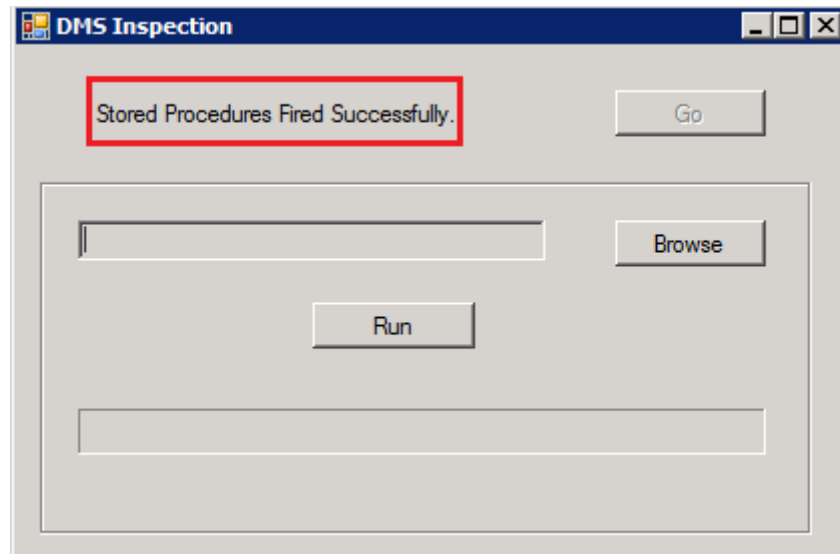 DMS Inspection
Stored Procedures Fired Successfully.
Go
Browse
Run